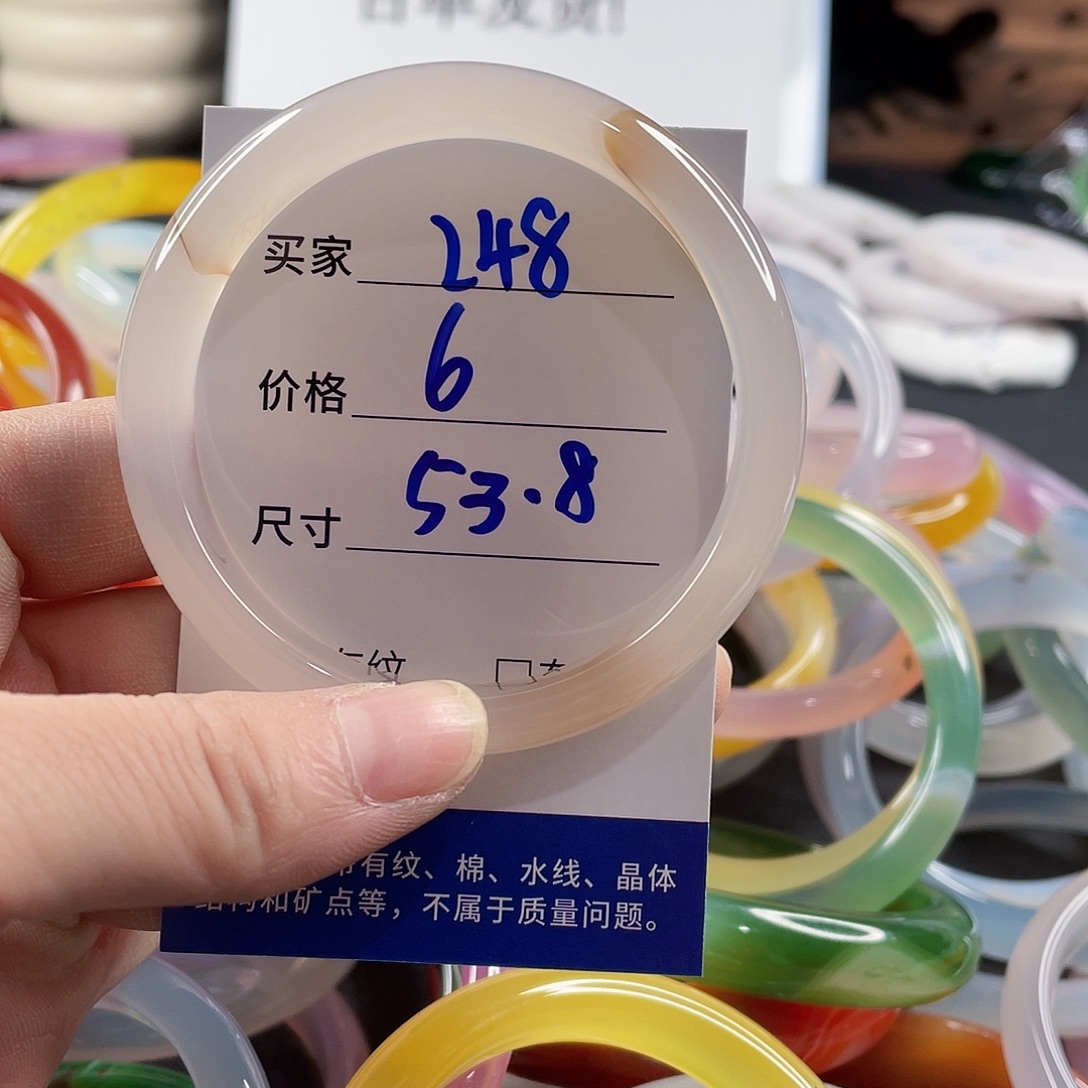 买家 248
价格 6
尺寸 53.8
有纹、棉、水线、晶体
结构和矿点等，不属于质量问题。